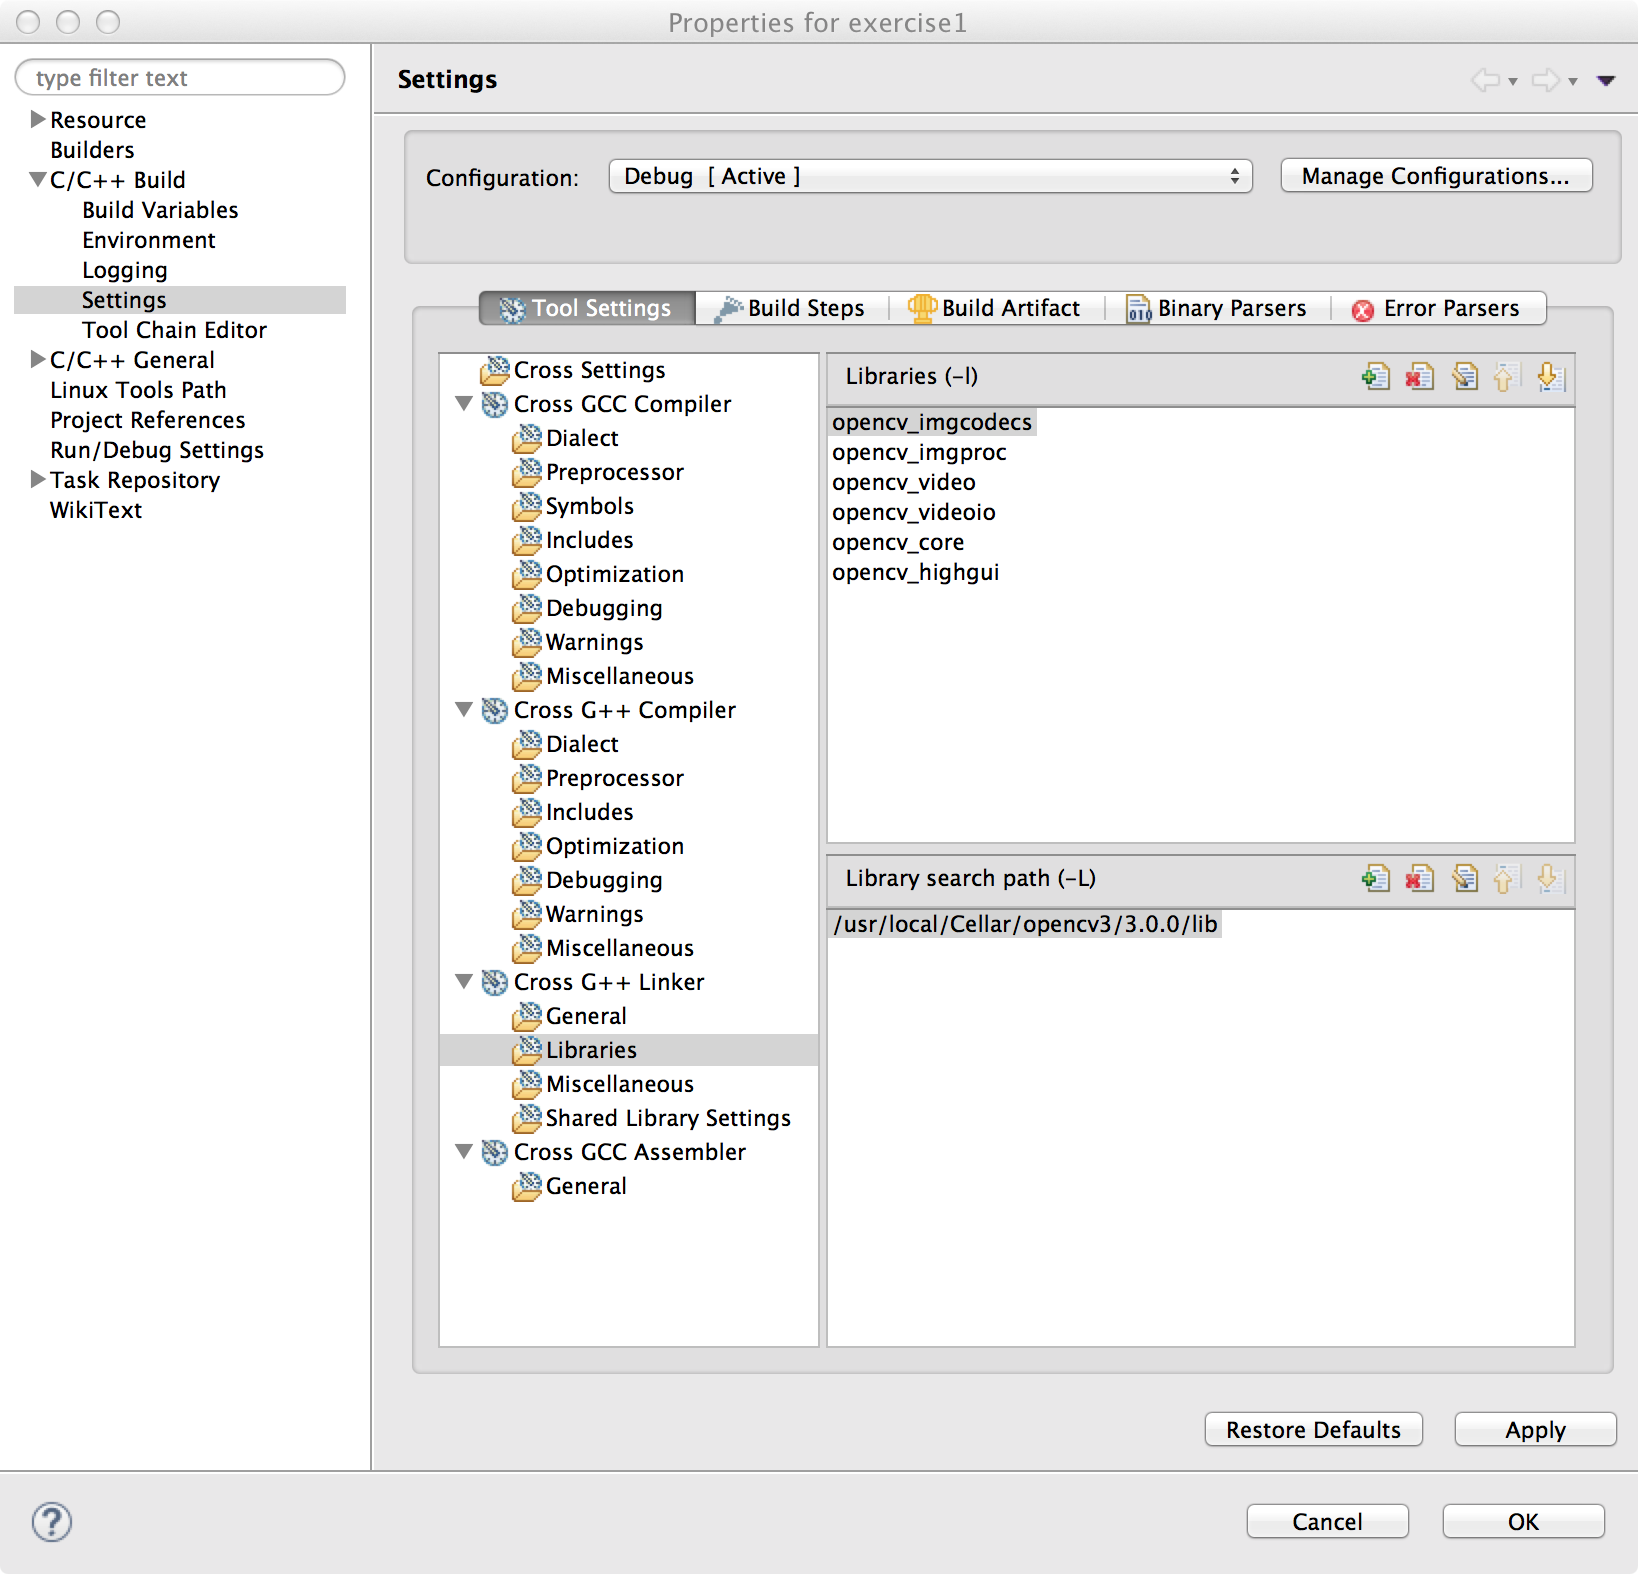 Properties for exercise1
type filter text
Resource
Builders
C/C++ Build
Build Variables
Environment
Logging
Settings
Tool Chain Editor
C/C++ General
Linux Tools Path
Project References
Run/Debug Settings
Task Repository
WikiText
Settings
Configuration:
Debug [ Active ]
Manage Configurations...
Tool Settings
Build Steps
Build Artifact
Binary Parsers
Error Parsers
Cross Settings
Cross GCC Compiler
Dialect
Preprocessor
Symbols
Includes
Optimization
Debugging
Warnings
Miscellaneous
Cross G++ Compiler
Dialect
Preprocessor
Includes
Optimization
Debugging
Warnings
Miscellaneous
Cross G++ Linker
General
Libraries
Miscellaneous
Shared Library Settings
Cross GCC Assembler
General
Libraries (-l)
opencv_imgcodecs
opencv_imgproc
opencv_video
opencv_videoio
opencv_core
opencv_highgui
Library search path (-L)
/usr/local/Cellar/opencv3/3.0.0/lib
Restore Defaults
Apply
?
Cancel
OK